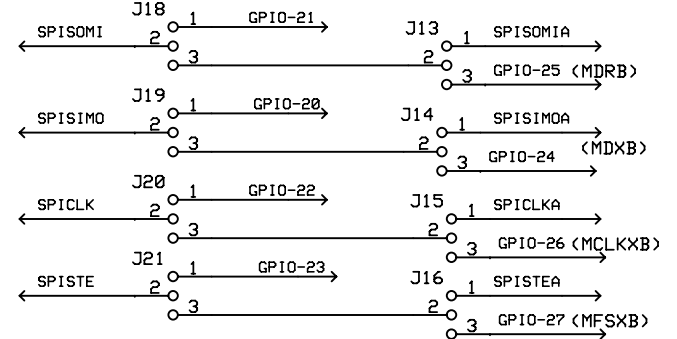 J18
1 GPIO-21
SPISOMI 2
3
J13
1 SPISOMIA
2
3 GPIO-25 (MDRB)
J19
1 GPIO-20
SPISIMO 2
3
J14
1 SPISIMOA
2
3 GPIO-24 (MDXB)
J20
1 GPIO-22
SPICLK 2
3
J15
1 SPICLKA
2
3 GPIO-26 (MCLKXB)
J21
1 GPIO-23
SPISTE 2
3
J16
1 SPISTEA
2
3 GPIO-27 (MFSXB)